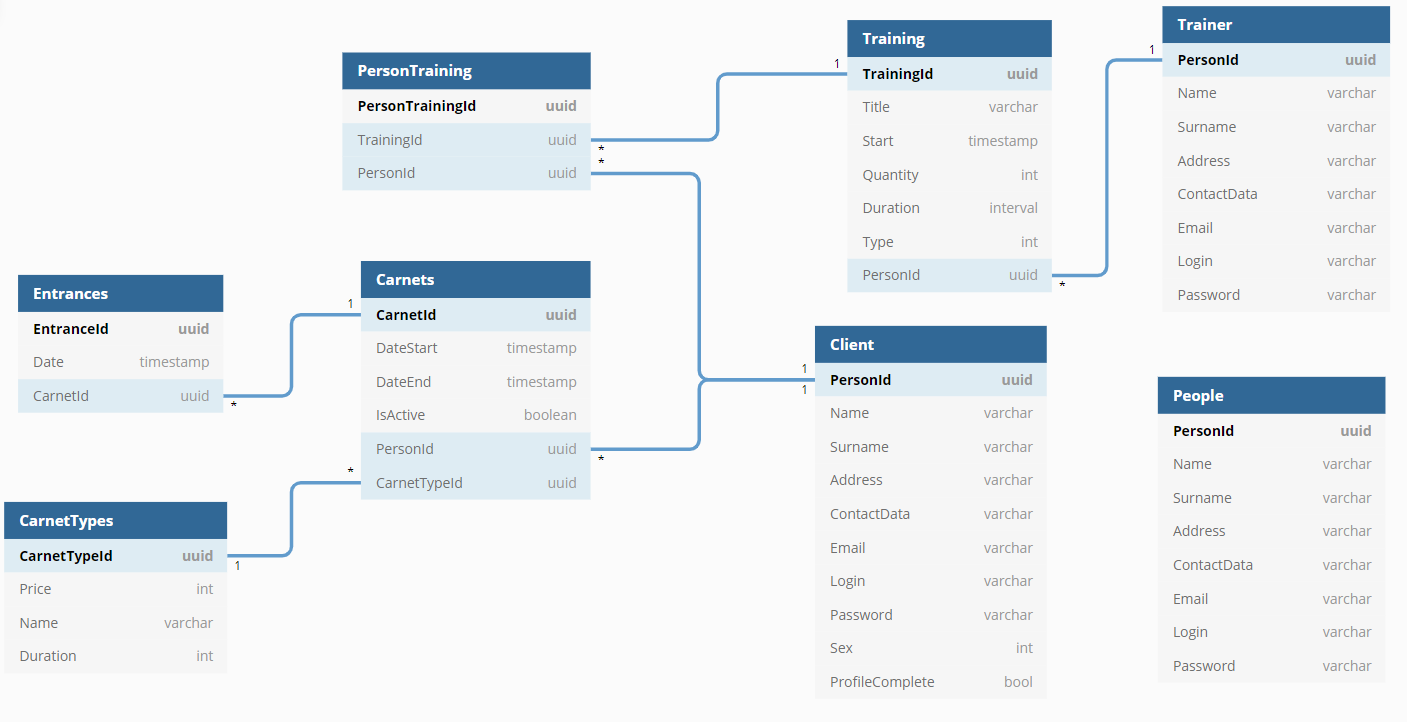 PersonTraining
PersonTrainingId uuid
TrainingId uuid
PersonId uuid
*
*
Training
TrainingId uuid
Title varchar
Start timestamp
Quantity int
Duration interval
Type int
PersonId uuid
1
*
Trainer
PersonId uuid
Name varchar
Surname varchar
Address varchar
ContactData varchar
Email varchar
Login varchar
Password varchar
1
Entrances
EntranceId uuid
Date timestamp
CarnetId uuid
*
Carnets
CarnetId uuid
DateStart timestamp
DateEnd timestamp
IsActive boolean
PersonId uuid
CarnetTypeId uuid
1
*
*
Client
PersonId uuid
Name varchar
Surname varchar
Address varchar
ContactData varchar
Email varchar
Login varchar
Password varchar
Sex int
ProfileComplete bool
1
1
People
PersonId uuid
Name varchar
Surname varchar
Address varchar
ContactData varchar
Email varchar
Login varchar
Password varchar
CarnetTypes
CarnetTypeId uuid
Price int
Name varchar
Duration int
1